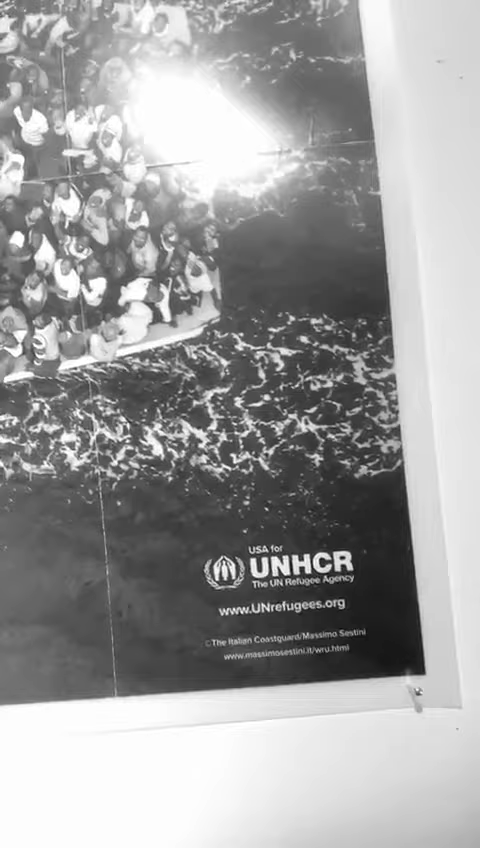 USA for
UNHCR
The UN Refugee Agency
www.UNrefugees.org
©The Italian Coastguard/Massimo Sestini
www.massimosestini.it/wru.html